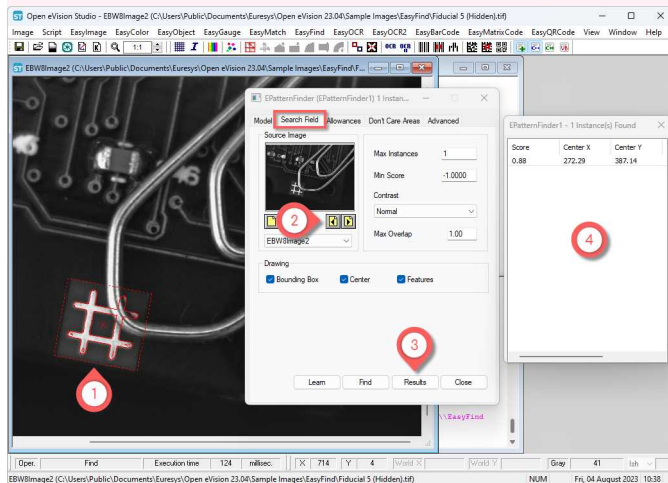 Open eVision Studio - EBW8Image2 (C:\Users\Public\Documents\Euresys\Open eVision 23.04\Sample Images\EasyFind\Fiducial 5 (Hidden).tif)
Image Script EasyImage EasyColor EasyObject EasyGauge EasyMatch EasyFind EasyOCR EasyOCR2 EasyBarCode EasyMatrixCode EasyQRCode View Window Help
1:1
EBW8Image2 (C:\Users\Public\Documents\Euresys\Open eVision 23.04\Sample Images\EasyFind\F...
EPatternFinder (EPatternFinder1) 1 Instan...
Model Search Field Allowances Don't Care Areas Advanced
Source Image
Max Instances 1
Min Score -1.0000
Contrast
Normal
Max Overlap 1.00
2
EBW8Image2
Drawing
Bounding Box Center Features
3
Learn Find Results Close
EPatternFinder1 - 1 Instance(s) Found
Score Center X Center Y
0.88 272.29 387.14
4
1
\\EasyFind
Oper. Find Execution time 124 millisec. X 714 Y 4 World X World Y Gray 41 lsh
EBW8Image2 (C:\Users\Public\Documents\Euresys\Open eVision 23.04\Sample Images\EasyFind\Fiducial 5 (Hidden).tif) NUM Fri, 04 August 2023 10:38